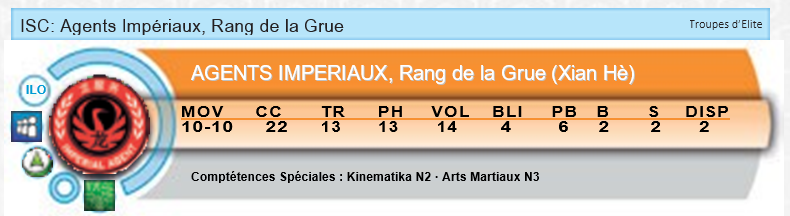 ISC: Agents Impériaux, Rang de la Grue
Troupes d'Elite
AGENTS IMPERIAUX, Rang de la Grue (Xian Hè)
ILO
MOV CC TR PH VOL BLI PB B S DISP
10-10 22 13 13 14 4 6 2 2 2
IMPERIAL AGENT
Comptétences Spéciales : Kinematika N2 · Arts Martiaux N3